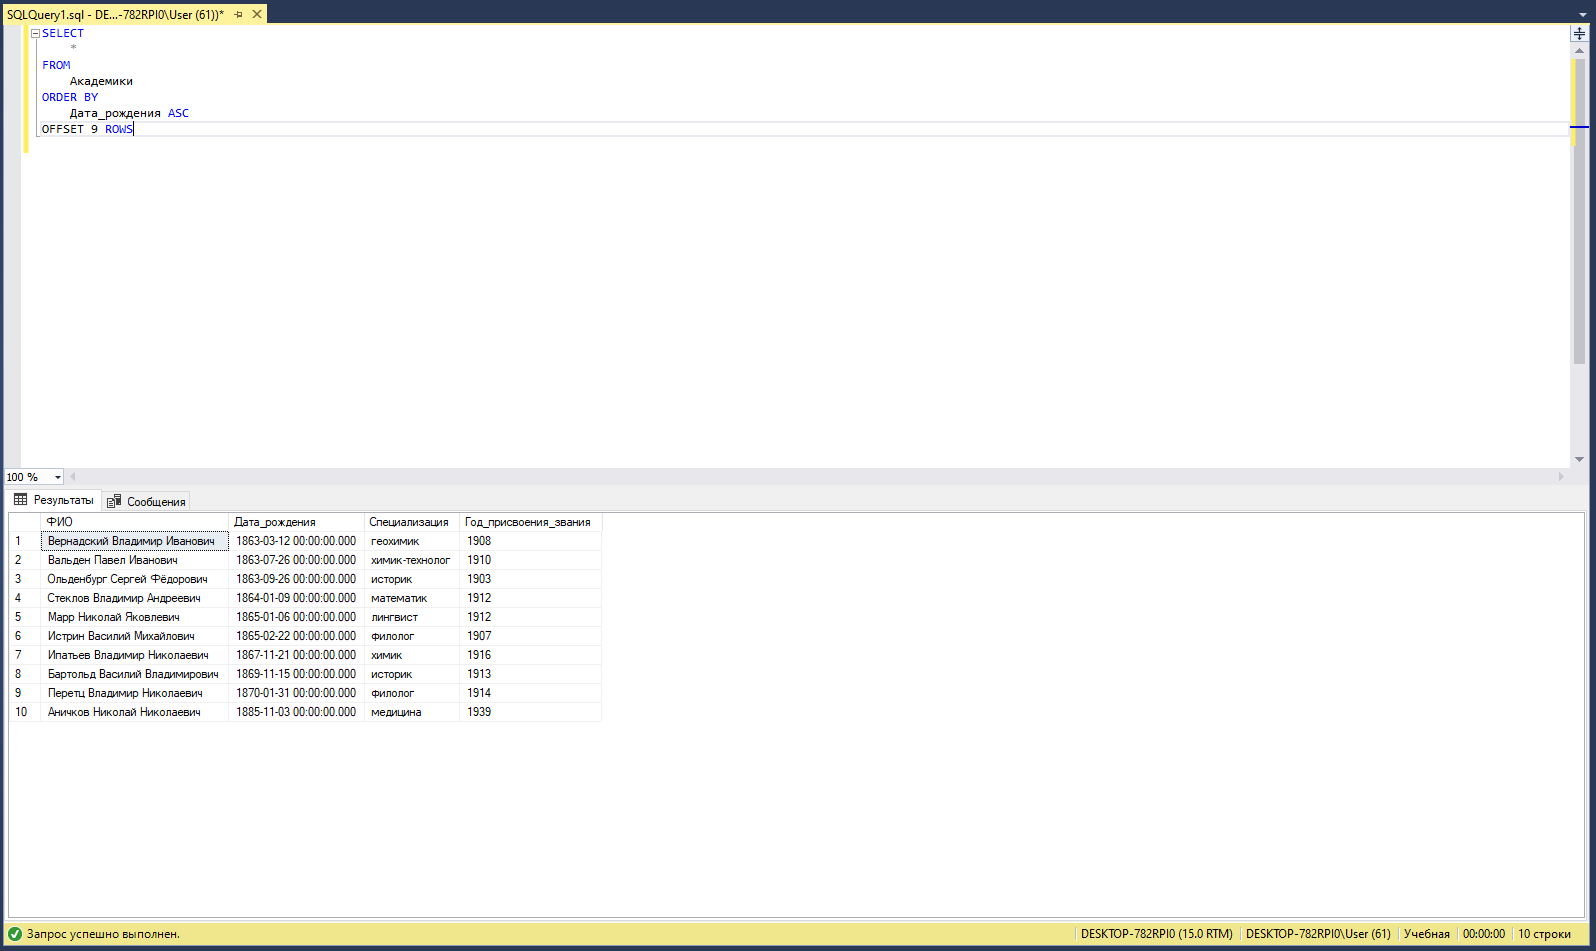 SQLQuery1.sql - DE...-782RPI0\User (61))*
SELECT
*
FROM
Академики
ORDER BY
Дата_рождения ASC
OFFSET 9 ROWS
100 %
Результаты Сообщения
ФИО Дата_рождения Специализация Год_присвоения_звания
1 Вернадский Владимир Иванович 1863-03-12 00:00:00.000 геохимик 1908
2 Вальден Павел Иванович 1863-07-26 00:00:00.000 химик-технолог 1910
3 Ольденбург Сергей Фёдорович 1863-09-26 00:00:00.000 историк 1903
4 Стеклов Владимир Андреевич 1864-01-09 00:00:00.000 математик 1912
5 Марр Николай Яковлевич 1865-01-06 00:00:00.000 лингвист 1912
6 Истрин Василий Михайлович 1865-02-22 00:00:00.000 филолог 1907
7 Ипатьев Владимир Николаевич 1867-11-21 00:00:00.000 химик 1916
8 Бартольд Василий Владимирович 1869-11-15 00:00:00.000 историк 1913
9 Перетц Владимир Николаевич 1870-01-31 00:00:00.000 филолог 1914
10 Аничков Николай Николаевич 1885-11-03 00:00:00.000 медицина 1939
Запрос успешно выполнен. DESKTOP-782RPI0 (15.0 RTM) DESKTOP-782RPI0\User (61) Учебная 00:00:00 10 строки